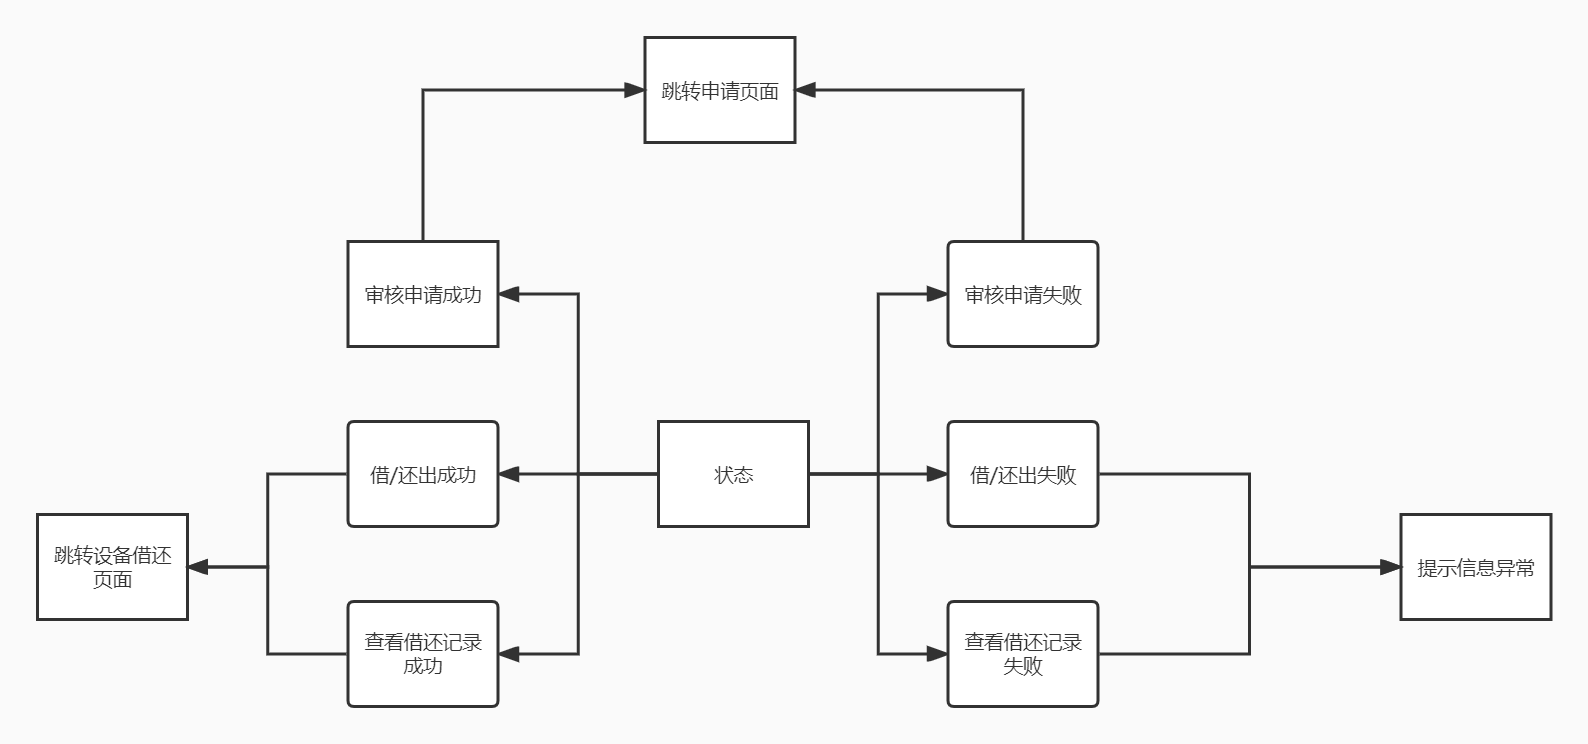 跳转申请页面
审核申请成功
审核申请失败
借/还出成功
状态
借/还出失败
跳转设备借还
页面
提示信息异常
查看借还记录
成功
查看借还记录
失败